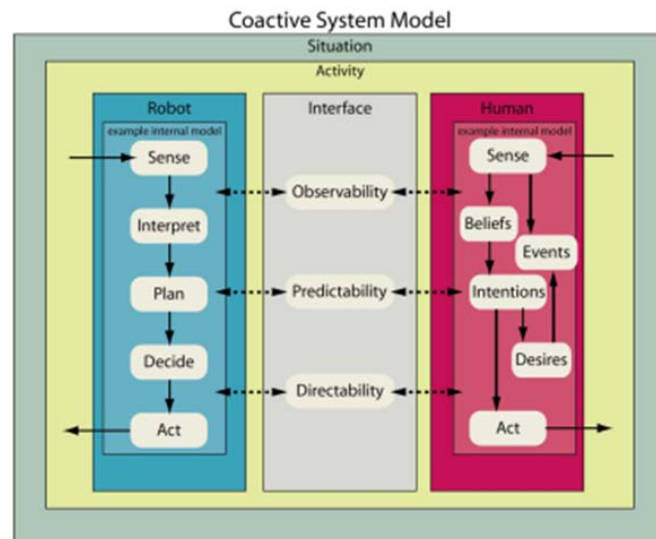 Coactive System Model
Situation
Activity
Robot
Interface
Human
example internal model
example internal model
Sense
Sense
Observability
Interpret
Beliefs
Events
Plan
Predictability
Intentions
Decide
Desires
Directability
Act
Act